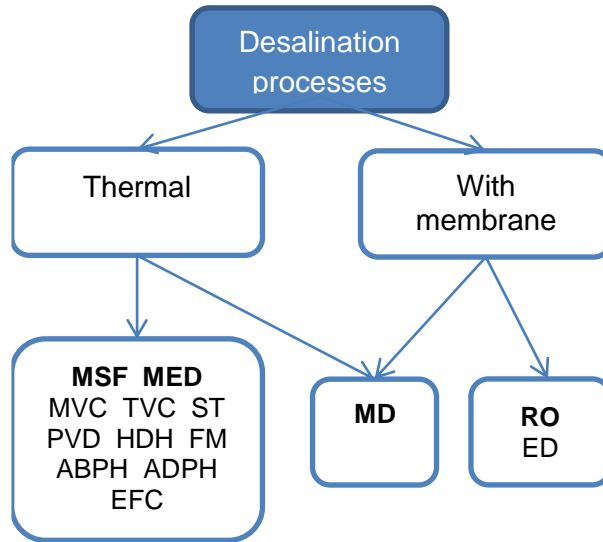 Desalination
processes
Thermal
With
membrane
MSF MED
MVC TVC ST
PVD HDH FM
ABPH ADPH
EFC
MD
RO
ED